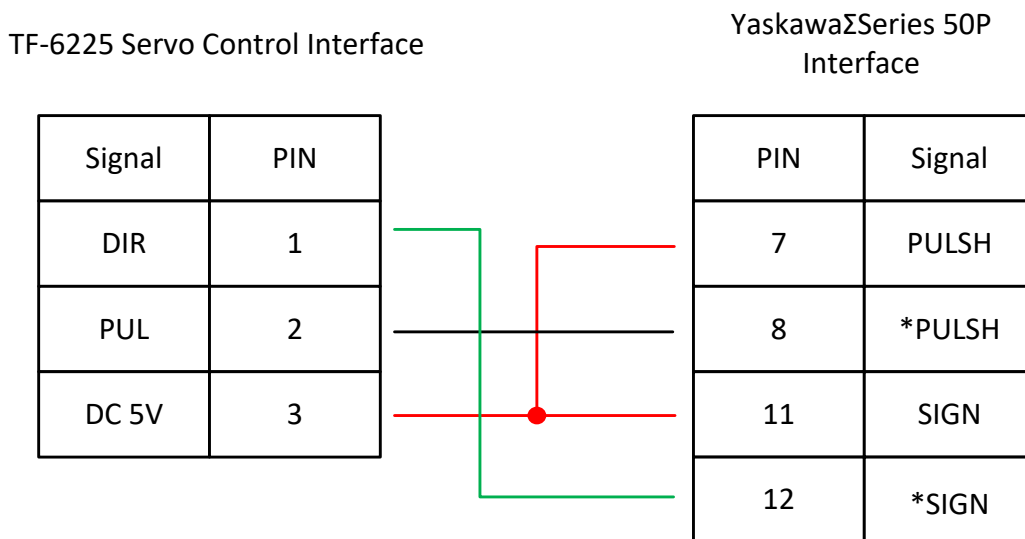 TF-6225 Servo Control Interface
YaskawaΣSeries 50P
Interface
Signal PIN
DIR 1
PUL 2
DC 5V 3
PIN Signal
7 PULSH
8 *PULSH
11 SIGN
12 *SIGN